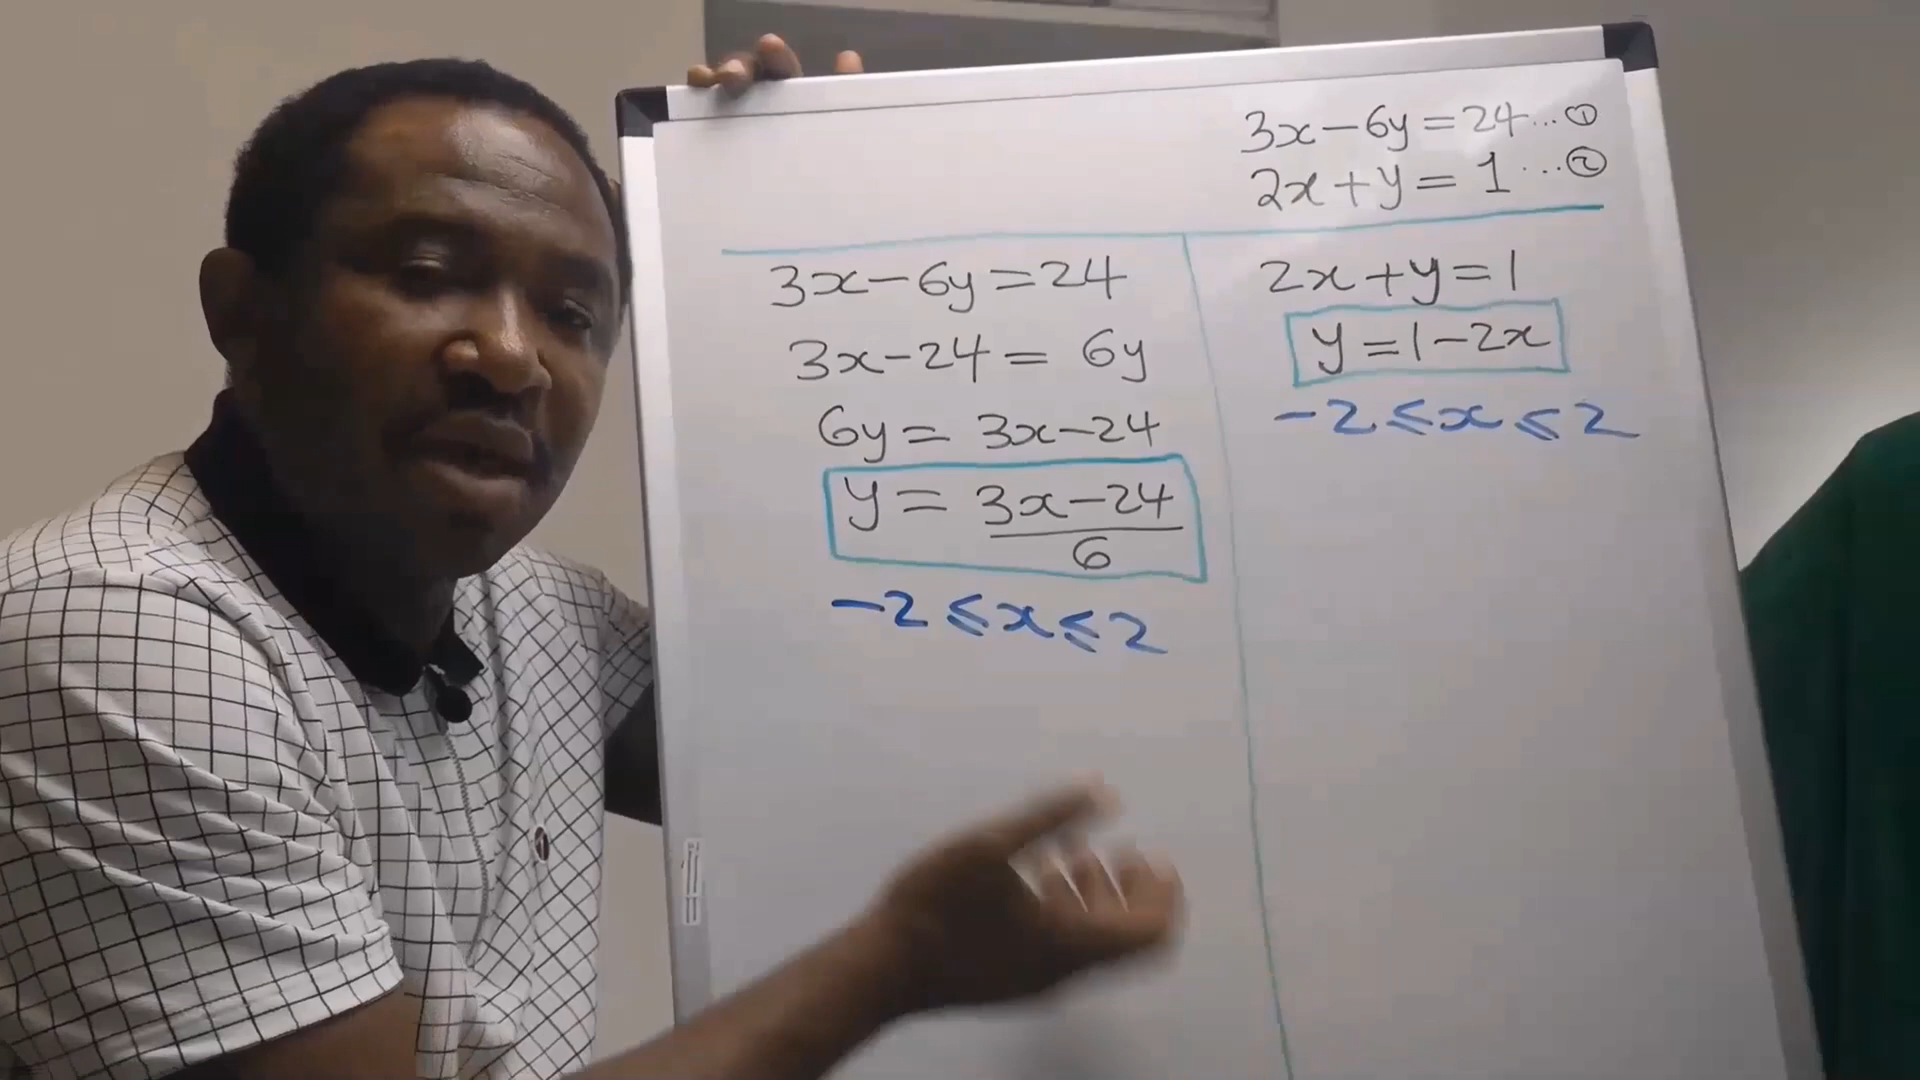 3x-6y=24...①
2x+y=1...②
3x-6y=24
3x-24=6y
6y=3x-24
y=3x-24
6
-2≤x≤2
2x+y=1
y=1-2x
-2≤x≤2